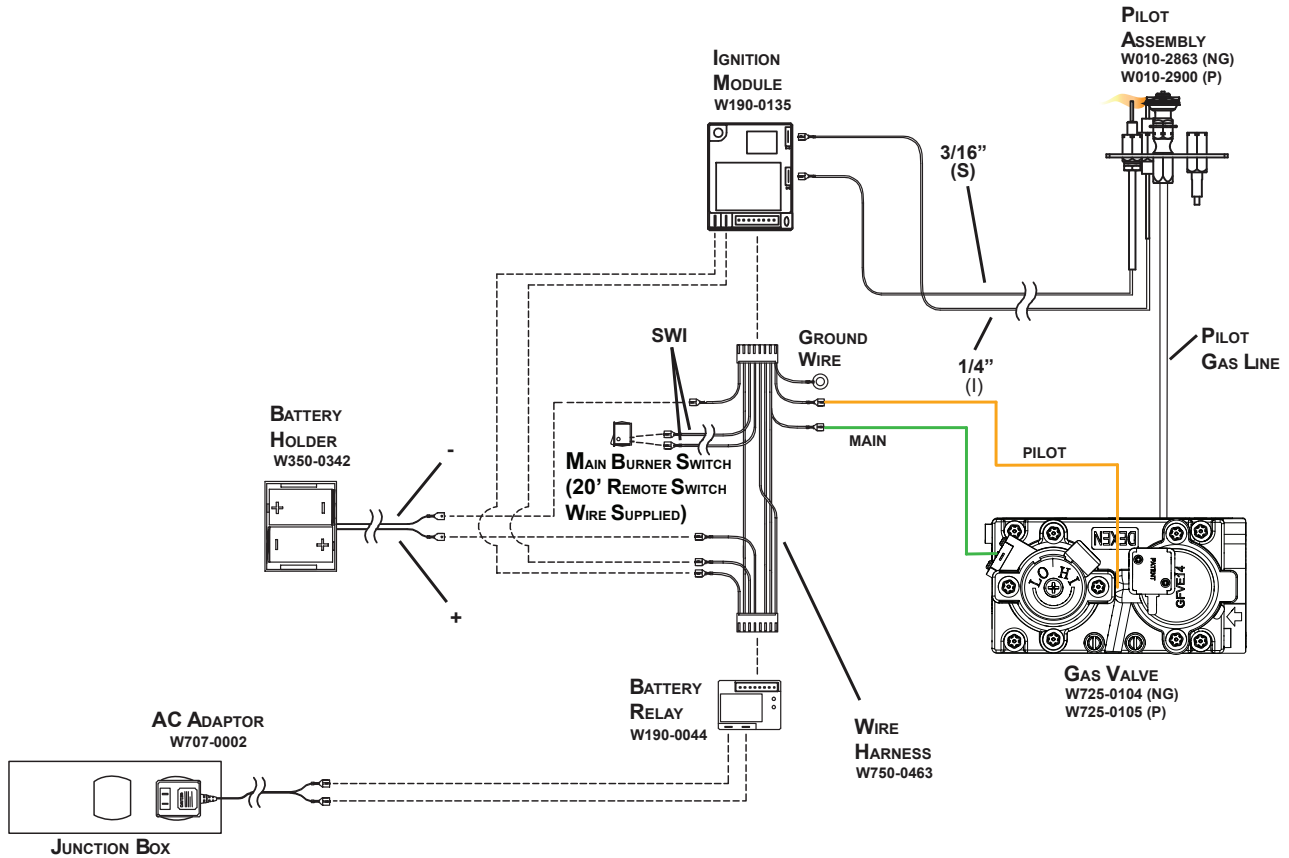 Pilot
Assembly
W010-2863 (NG)
W010-2900 (P)
Ignition
Module
W190-0135
3/16”
(S)
1/4”
(I)
Pilot
Gas Line
SWI
Ground
Wire
MAIN
PILOT
Battery
Holder
W350-0342
-
+
+ -
- +
Main Burner Switch
(20’ Remote Switch
Wire Supplied)
DEXEN
LO HI
PATENT
GFVE14
Gas Valve
W725-0104 (NG)
W725-0105 (P)
Battery
Relay
W190-0044
Wire
Harness
W750-0463
AC Adaptor
W707-0002
Junction Box